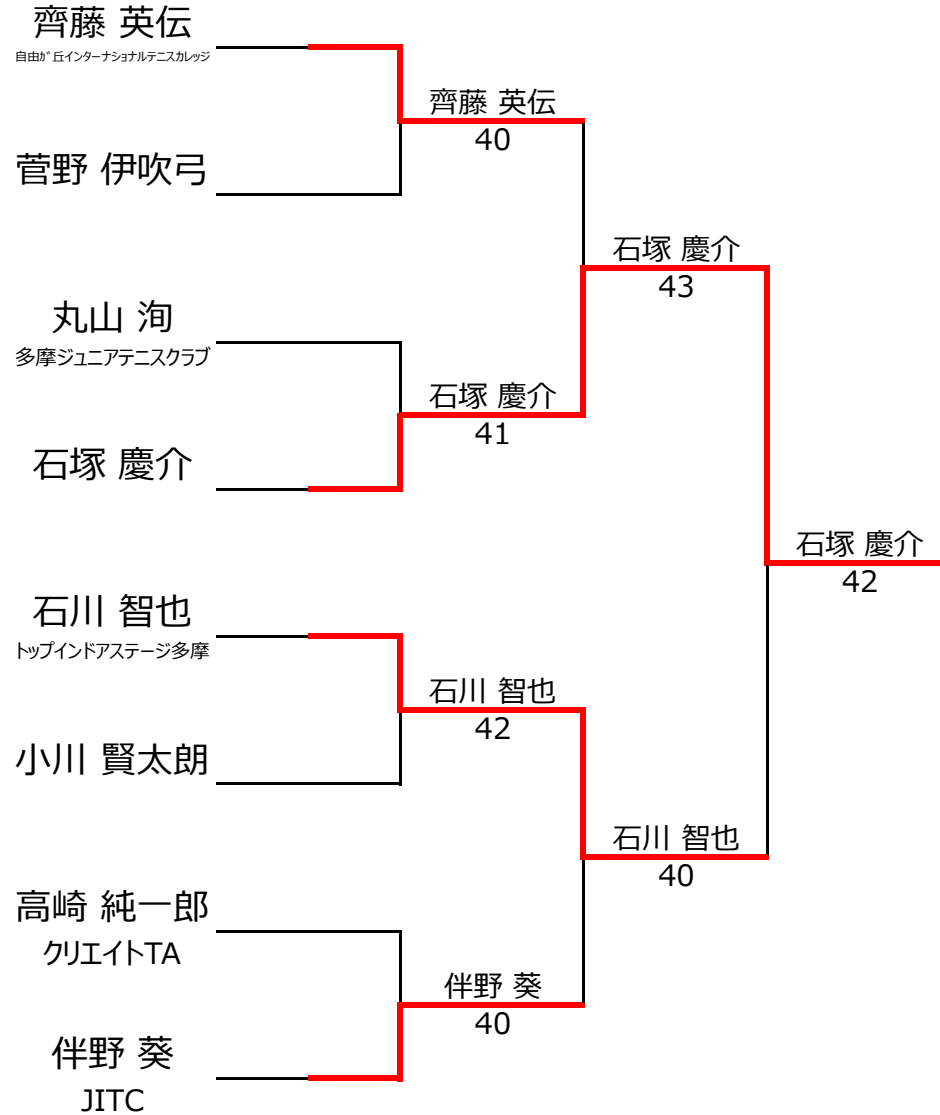 齊藤 英伝
自由ガ丘インターナショナルテニスカレッジ
齊藤 英伝
40
菅野 伊吹弓
石塚 慶介
43
丸山 洵
多摩ジュニアテニスクラブ
石塚 慶介
41
石塚 慶介
石塚 慶介
42
石川 智也
トップインドアステージ多摩
石川 智也
42
小川 賢太朗
石川 智也
40
高崎 純一郎
クリエイトTA
伴野 葵
40
伴野 葵
JITC